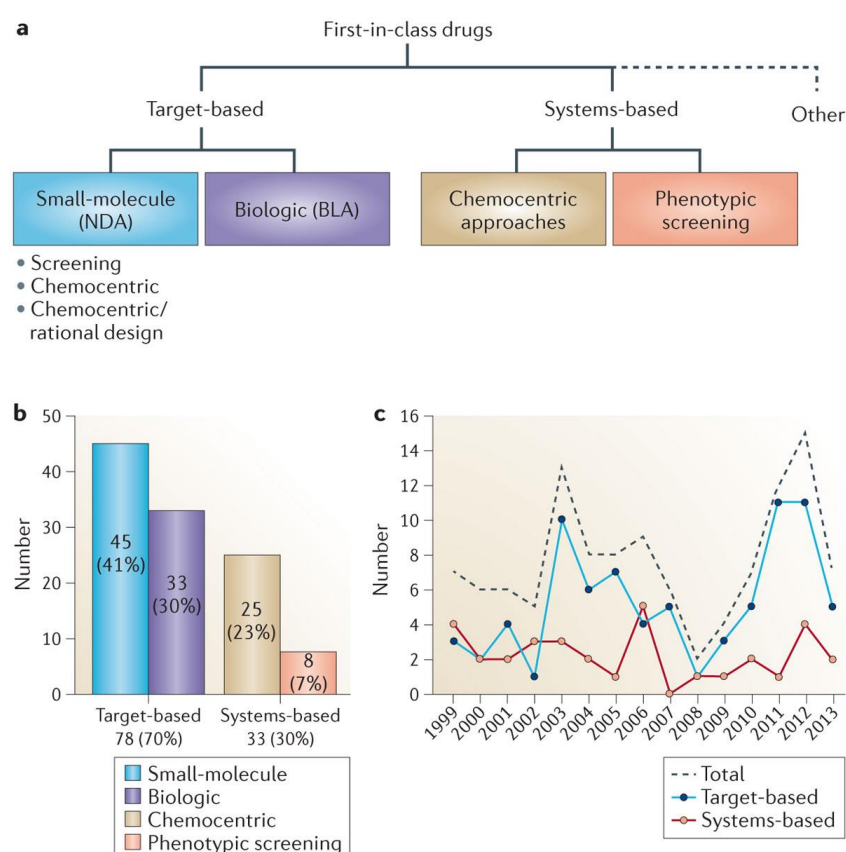 a
First-in-class drugs
Target-based
Systems-based
Other
Small-molecule
(NDA)
Biologic (BLA)
Chemocentric
approaches
Phenotypic
screening
• Screening
• Chemocentric
• Chemocentric/
rational design
b
50
40
30
20
10
0
Number
45
(41%)
33
(30%)
25
(23%)
8
(7%)
Target-based
78 (70%)
Systems-based
33 (30%)
Small-molecule
Biologic
Chemocentric
Phenotypic screening
c
16
14
12
10
8
6
4
2
0
Number
1999
2000
2001
2002
2003
2004
2005
2006
2007
2008
2009
2010
2011
2012
2013
Total
Target-based
Systems-based